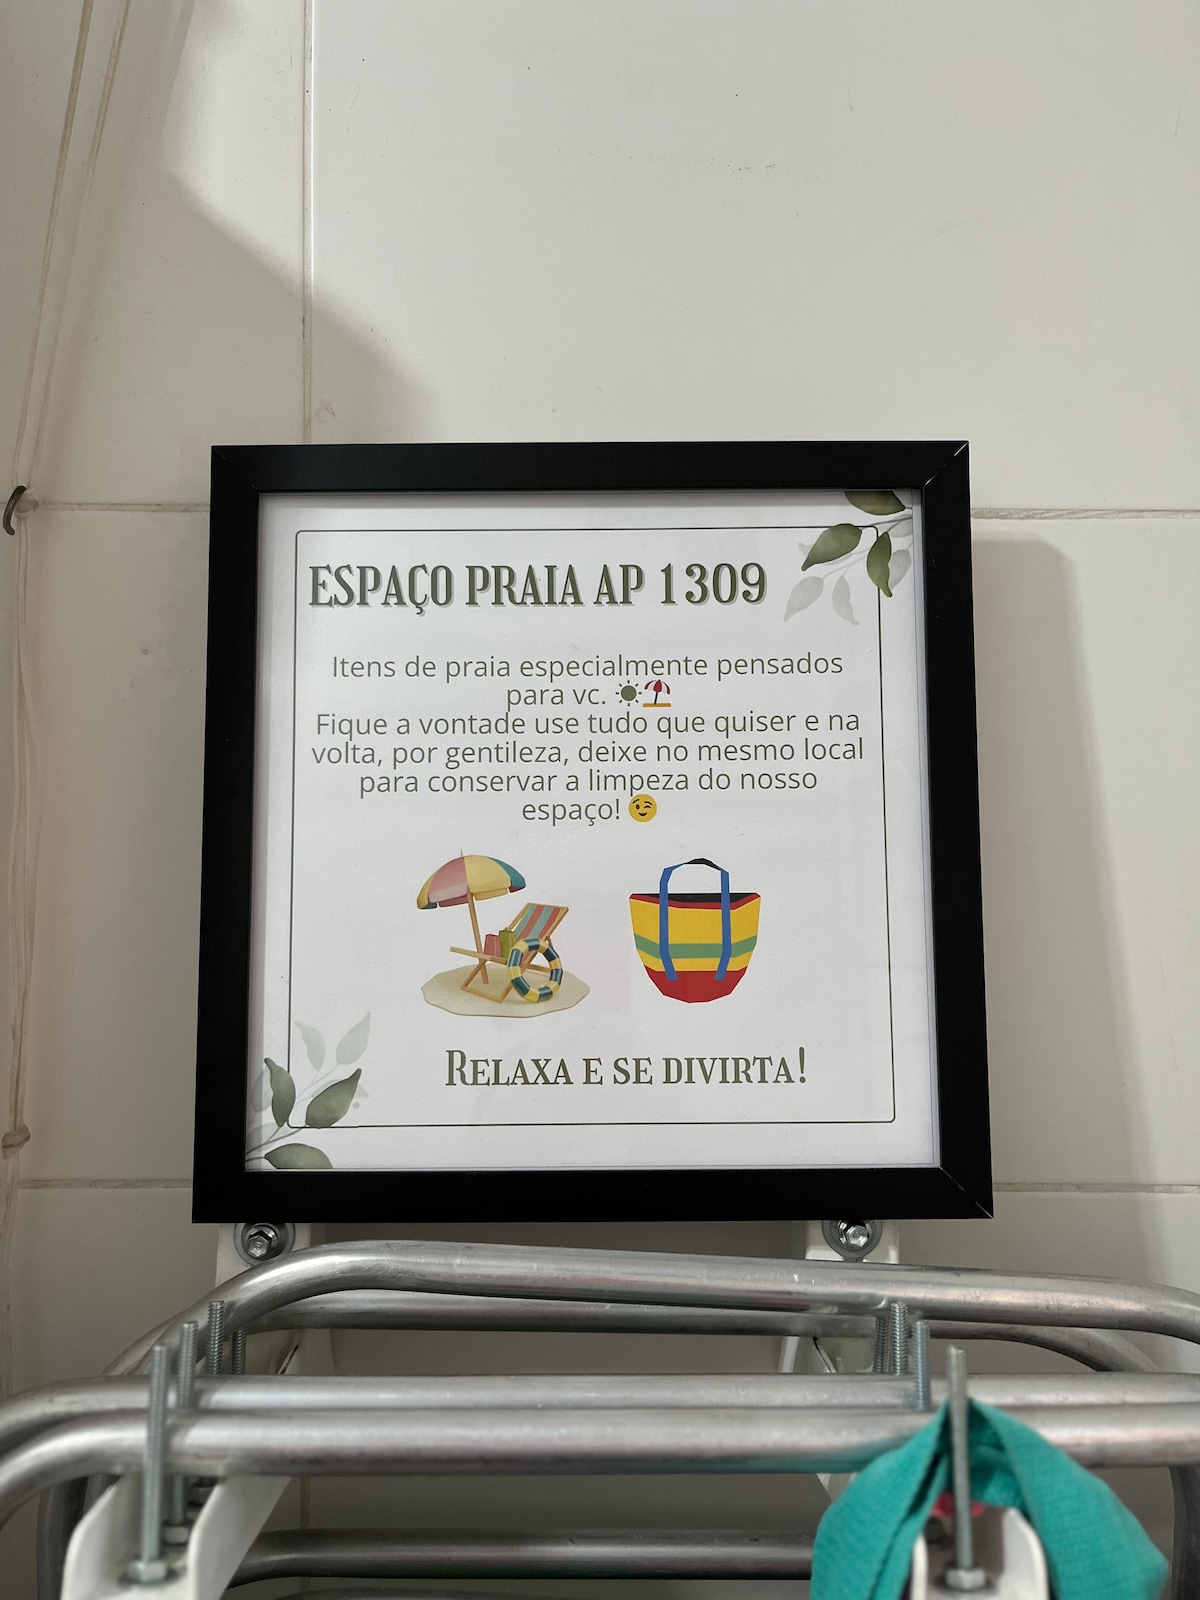 ESPAÇO PRAIA AP 1309
Itens de praia especialmente pensados
para vc. ☀️⛱️
Fique a vontade use tudo que quiser e na
volta, por gentileza, deixe no mesmo local
para conservar a limpeza do nosso
espaço! 😉
RELAXA E SE DIVIRTA!